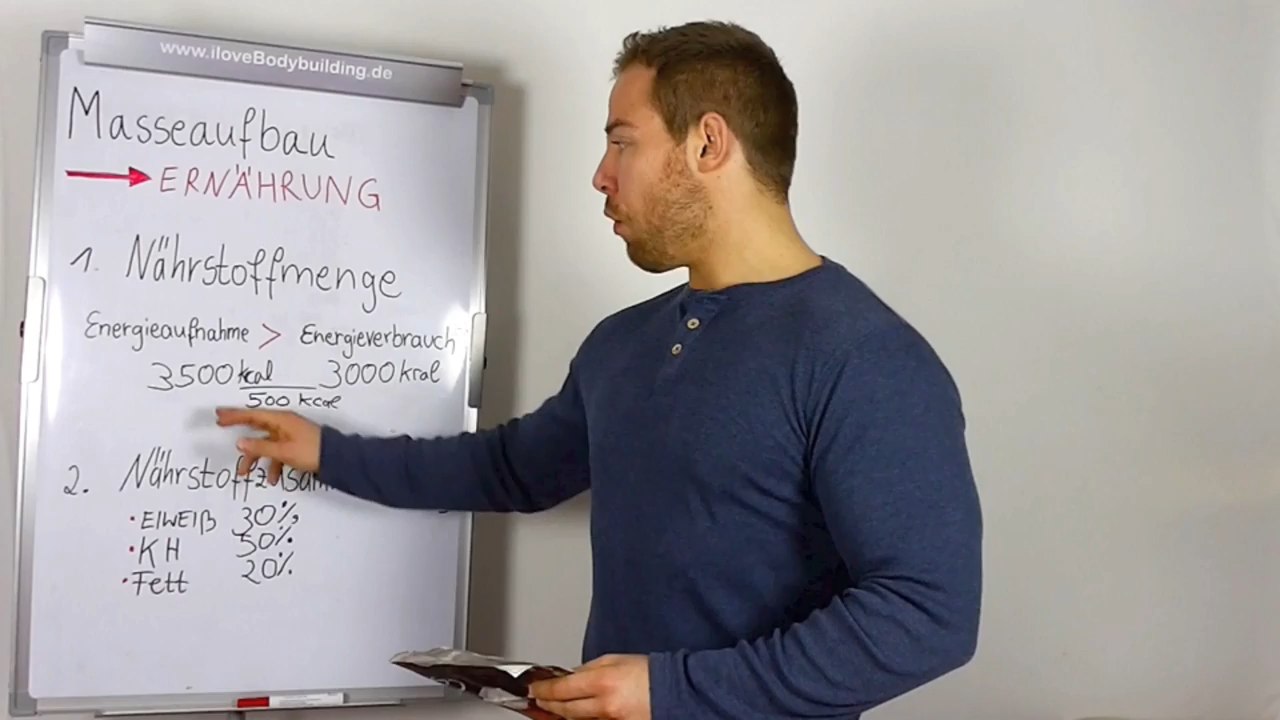 www.iloveBodybuilding.de
Masseaufbau
→ ERNÄHRUNG
1. Nährstoffmenge
Energieaufnahme > Energieverbrauch
3500 kcal 3000 kcal
500 kcal
2.
• EIWEIß 30%
• KH 50%
• Fett 20%